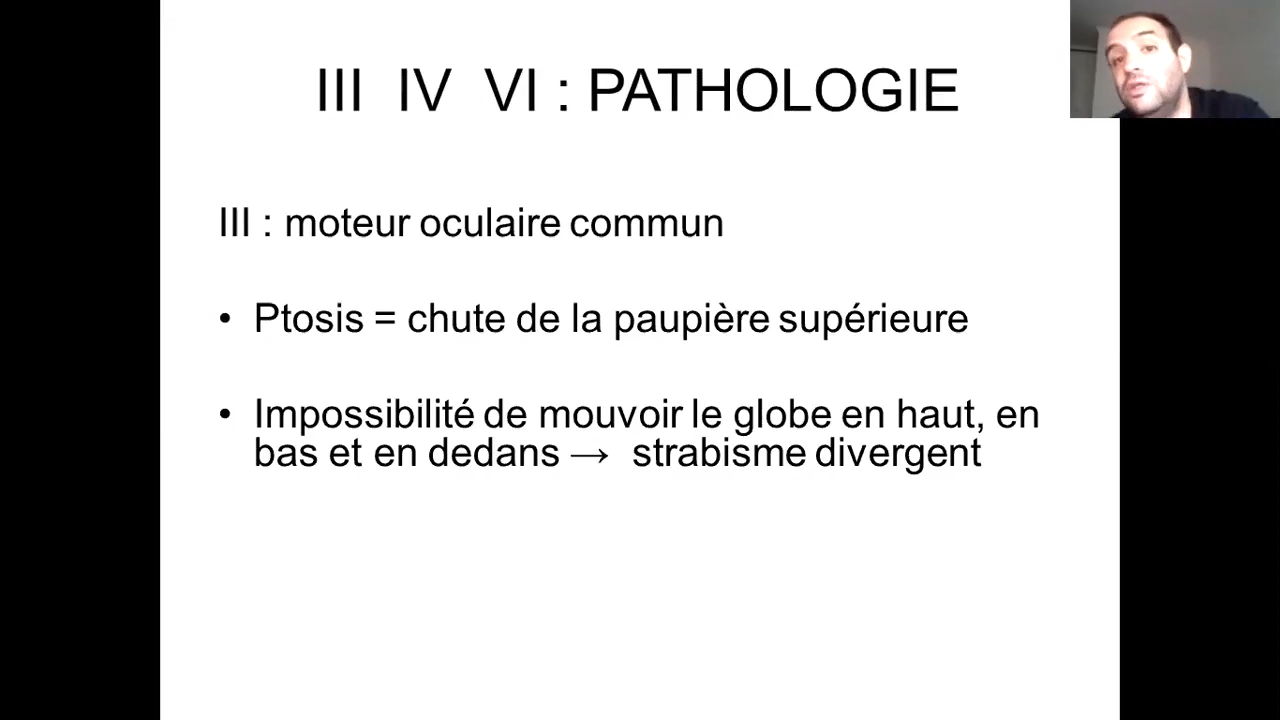 III IV VI : PATHOLOGIE
III : moteur oculaire commun
• Ptosis = chute de la paupière supérieure
• Impossibilité de mouvoir le globe en haut, en
bas et en dedans → strabisme divergent